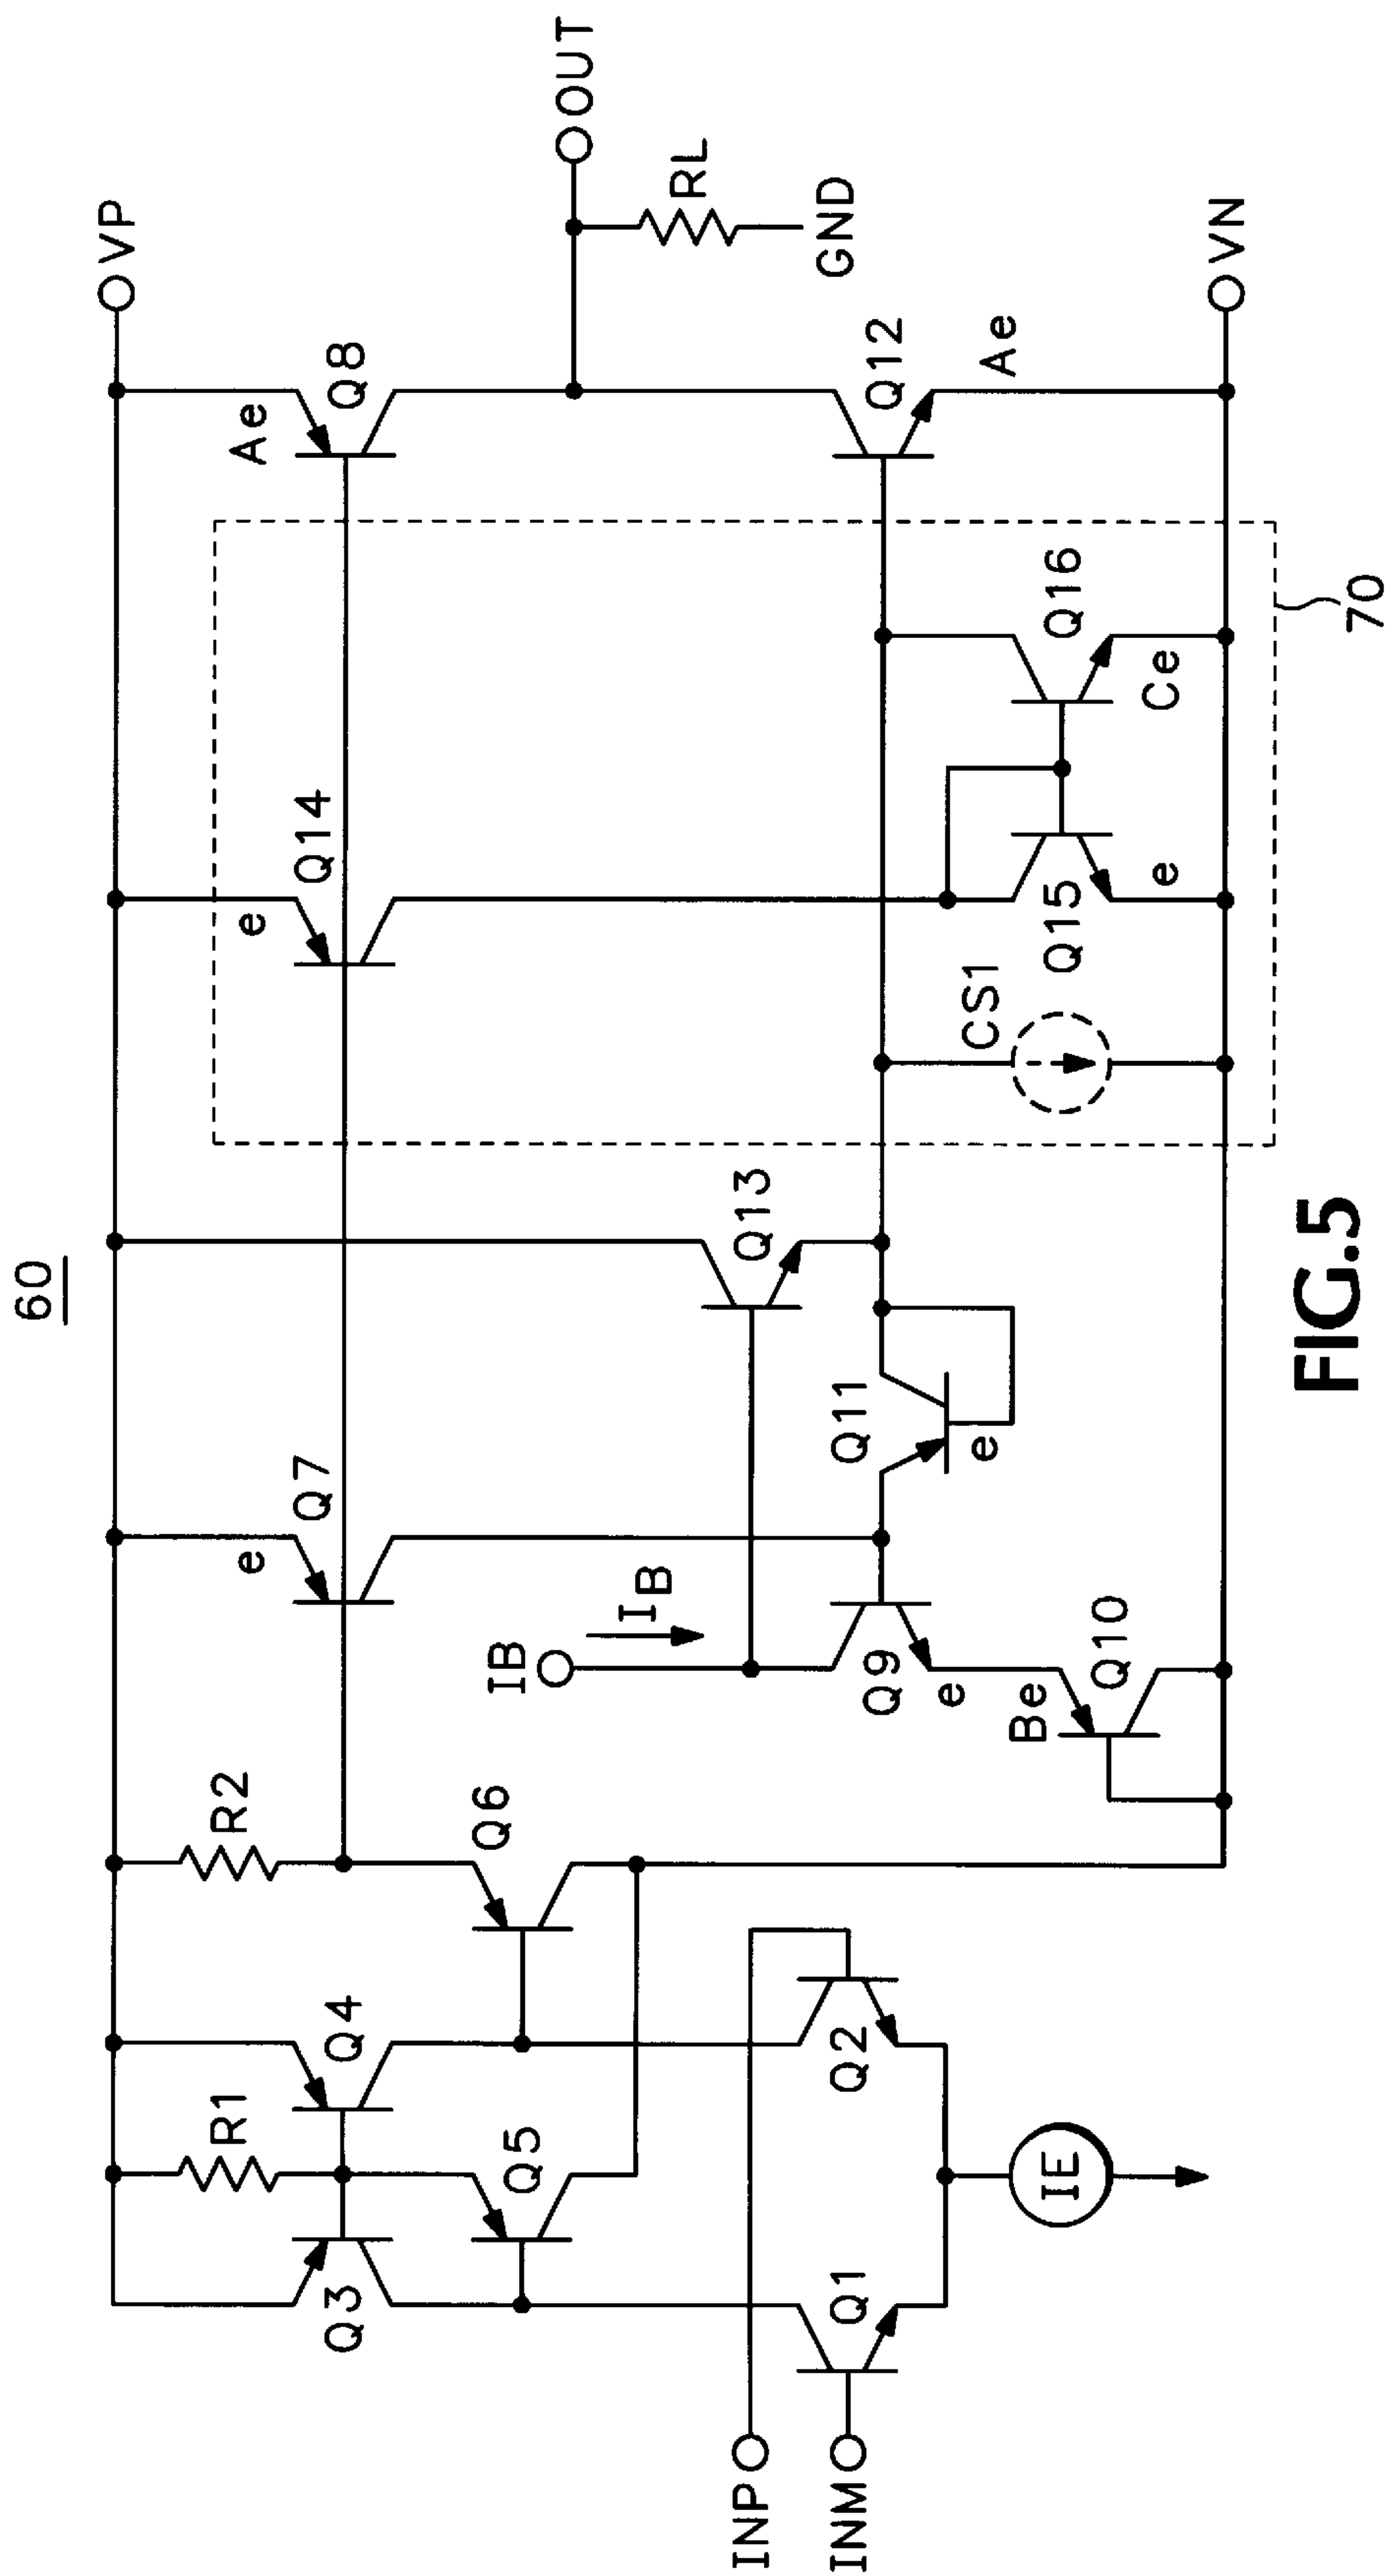 60
VP
R1
R2
Q3
Q4
Q5
Q6
e
Q7
e
Q14
Ae
Q8
OUT
RL
GND
IB
I_B
Q13
INP
INM
Q1
Q2
IE
Q9
e
Be
Q10
Q11
e
CS1
Q15
e
Q16
Ce
Q12
Ae
VN
70
FIG.5